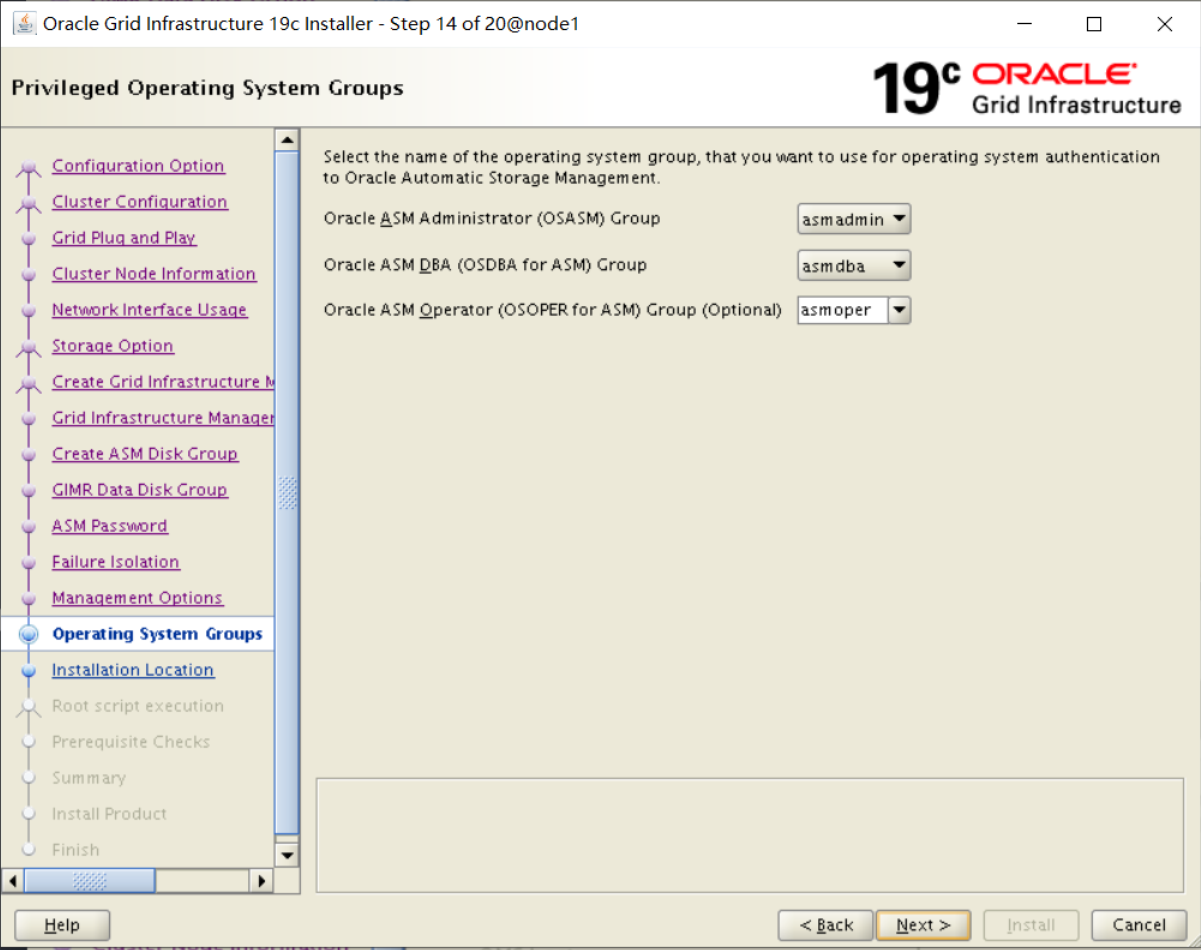 Oracle Grid Infrastructure 19c Installer - Step 14 of 20@node1
Privileged Operating System Groups
19c ORACLE
Grid Infrastructure
Configuration Option
Cluster Configuration
Grid Plug and Play
Cluster Node Information
Network Interface Usage
Storage Option
Create Grid Infrastructure M
Grid Infrastructure Manager
Create ASM Disk Group
GIMR Data Disk Group
ASM Password
Failure Isolation
Management Options
Operating System Groups
Installation Location
Root script execution
Prerequisite Checks
Summary
Install Product
Finish
Select the name of the operating system group, that you want to use for operating system authentication
to Oracle Automatic Storage Management.
Oracle ASM Administrator (OSASM) Group asmadmin
Oracle ASM DBA (OSDBA for ASM) Group asmdba
Oracle ASM Operator (OSOPER for ASM) Group (Optional) asmoper
Help < Back Next > Install Cancel